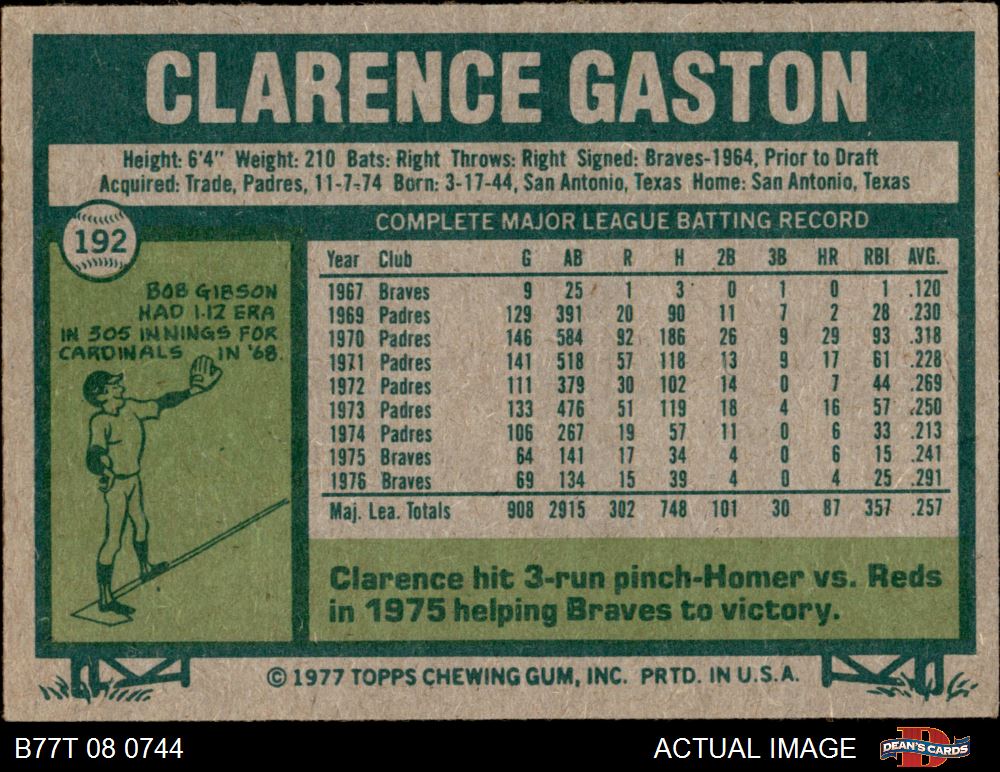 CLARENCE GASTON
Height: 6'4" Weight: 210 Bats: Right Throws: Right Signed: Braves-1964, Prior to Draft
Acquired: Trade, Padres, 11-7-74 Born: 3-17-44, San Antonio, Texas Home: San Antonio, Texas
192
BOB GIBSON
HAD 1.12 ERA
IN 305 INNINGS FOR
CARDINALS IN '68.
COMPLETE MAJOR LEAGUE BATTING RECORD
Year Club G AB R H 2B 3B HR RBI AVG.
1967 Braves 9 25 1 3 0 1 0 1 .120
1969 Padres 129 391 20 90 11 7 2 28 .230
1970 Padres 146 584 92 186 26 9 29 93 .318
1971 Padres 141 518 57 118 13 9 17 61 .228
1972 Padres 111 379 30 102 14 0 7 44 .269
1973 Padres 133 476 51 119 18 4 16 57 .250
1974 Padres 106 267 19 57 11 0 6 33 .213
1975 Braves 64 141 17 34 4 0 6 15 .241
1976 Braves 69 134 15 39 4 0 4 25 .291
Maj. Lea. Totals 908 2915 302 748 101 30 87 357 .257
Clarence hit 3-run pinch-Homer vs. Reds
in 1975 helping Braves to victory.
© 1977 TOPPS CHEWING GUM, INC. PRTD. IN U.S.A.
B77T 08 0744 ACTUAL IMAGE D DEAN'S CARDS